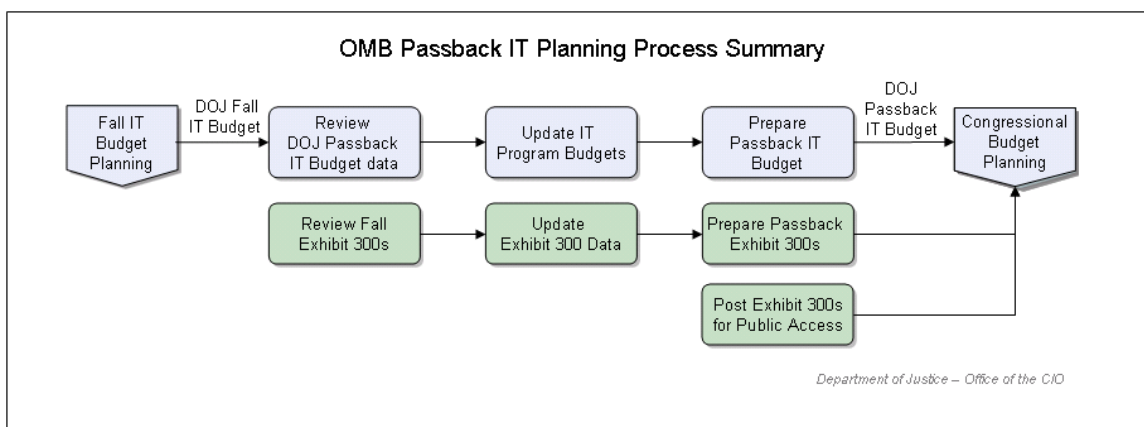 OMB Passback IT Planning Process Summary
Fall IT
Budget
Planning
DOJ Fall
IT Budget
Review
DOJ Passback
IT Budget data
Update IT
Program Budgets
Prepare
Passback IT
Budget
DOJ
Passback
IT Budget
Congressional
Budget
Planning
Review Fall
Exhibit 300s
Update
Exhibit 300 Data
Prepare Passback
Exhibit 300s
Post Exhibit 300s
for Public Access
Department of Justice – Office of the CIO